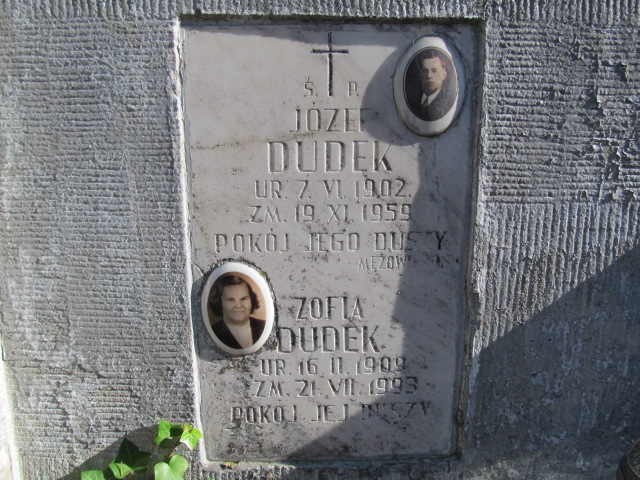 Ś. P.
JÓZEF
DUDEK
UR. 7. VI. 1902.
ZM. 19. XI. 1959
POKÓJ JEGO DUSZY
ZOFIA
DUDEK
UR. 16. II. 1909
ZM. 21. VII. 1993
POKÓJ JEJ DUSZY